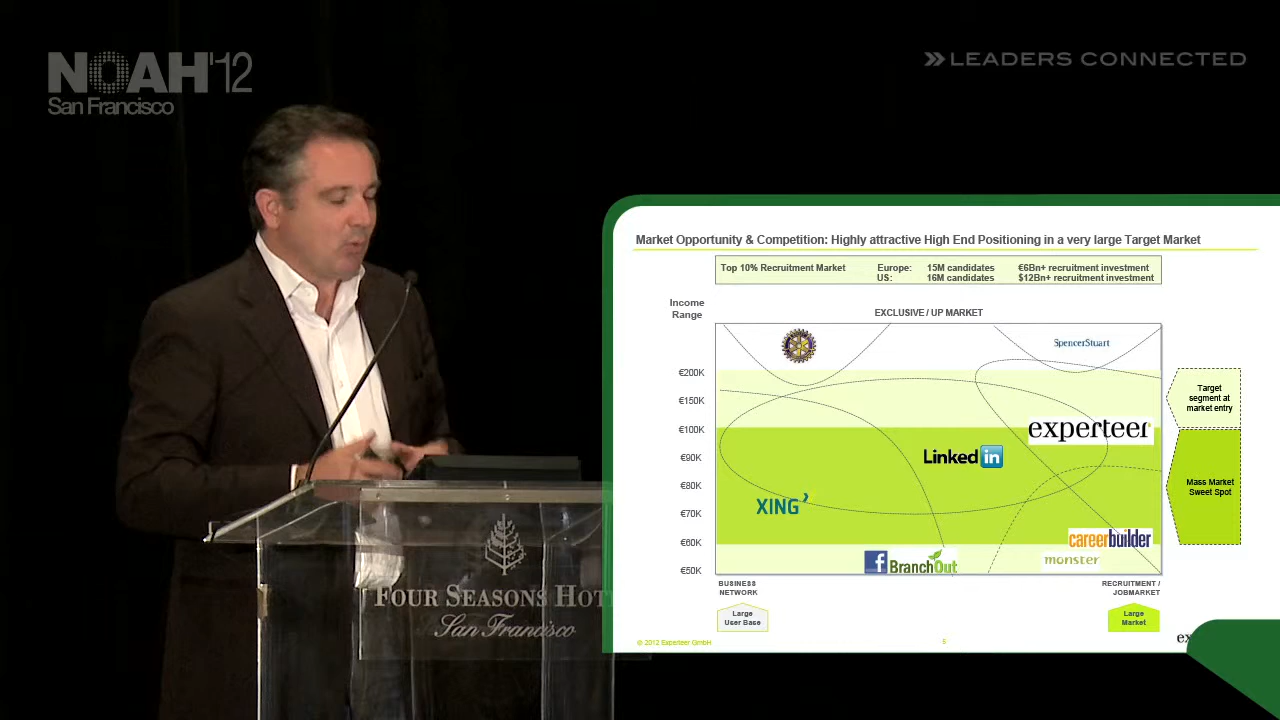 NOAH'12
San Francisco
LEADERS CONNECTED
Market Opportunity & Competition: Highly attractive High End Positioning in a very large Target Market
Top 10% Recruitment Market Europe: 15M candidates €6Bn+ recruitment investment
US: 16M candidates $12Bn+ recruitment investment
Income
Range
EXCLUSIVE / UP MARKET
SpencerStuart
€200K
€150K
€100K
€90K
€80K
€70K
€60K
€50K
experteer
Linked in
XING
careerbuilder
monster
f BranchOut
Target
segment at
market entry
Mass Market
Sweet Spot
BUSINESS
NETWORK
RECRUITMENT /
JOBMARKET
Large
User Base
Large
Market
© 2012 Experteer GmbH
ex
FOUR SEASONS HOT
San Francisco